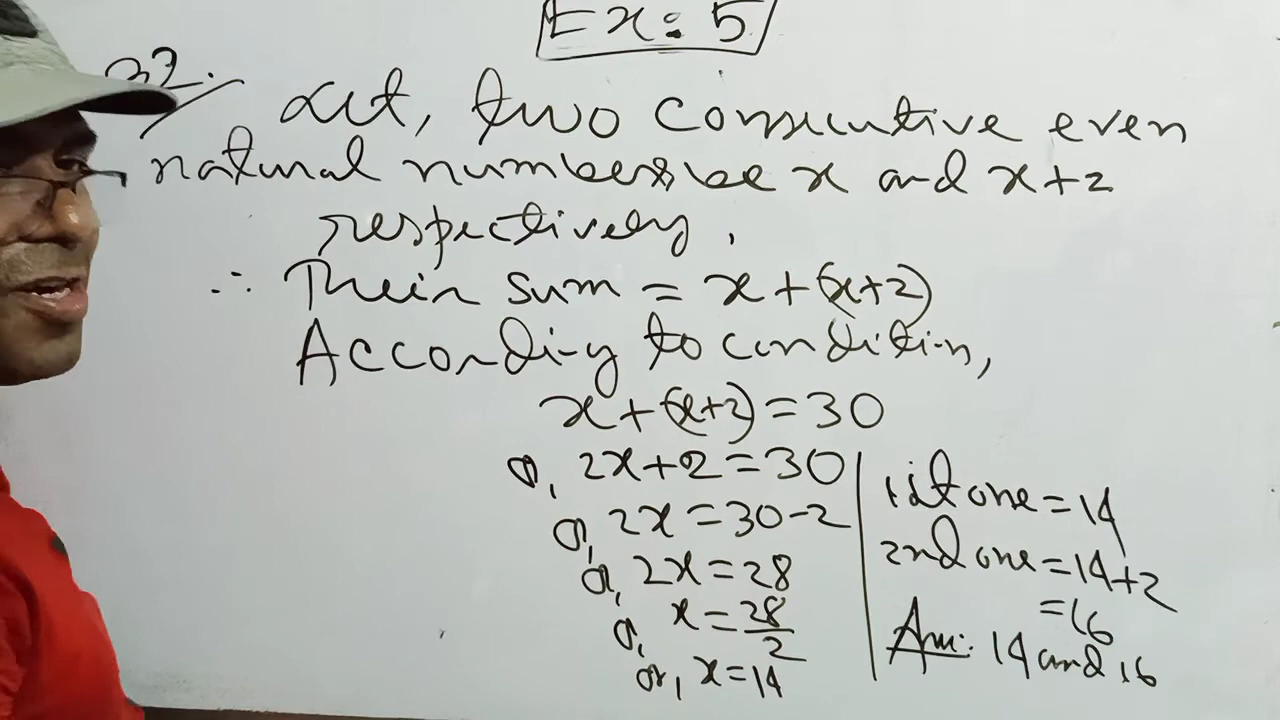 Ex: 5
32. Let, two consecutive even
natural numbers be x and x+2
respectively.
∴ Their sum = x+(x+2)
According to condition,
x+(x+2)=30
or, 2x+2=30
or, 2x=30-2
or, 2x=28
or, x=28/2
or, x=14
1st one=14
2nd one=14+2
=16
Ans: 14 and 16